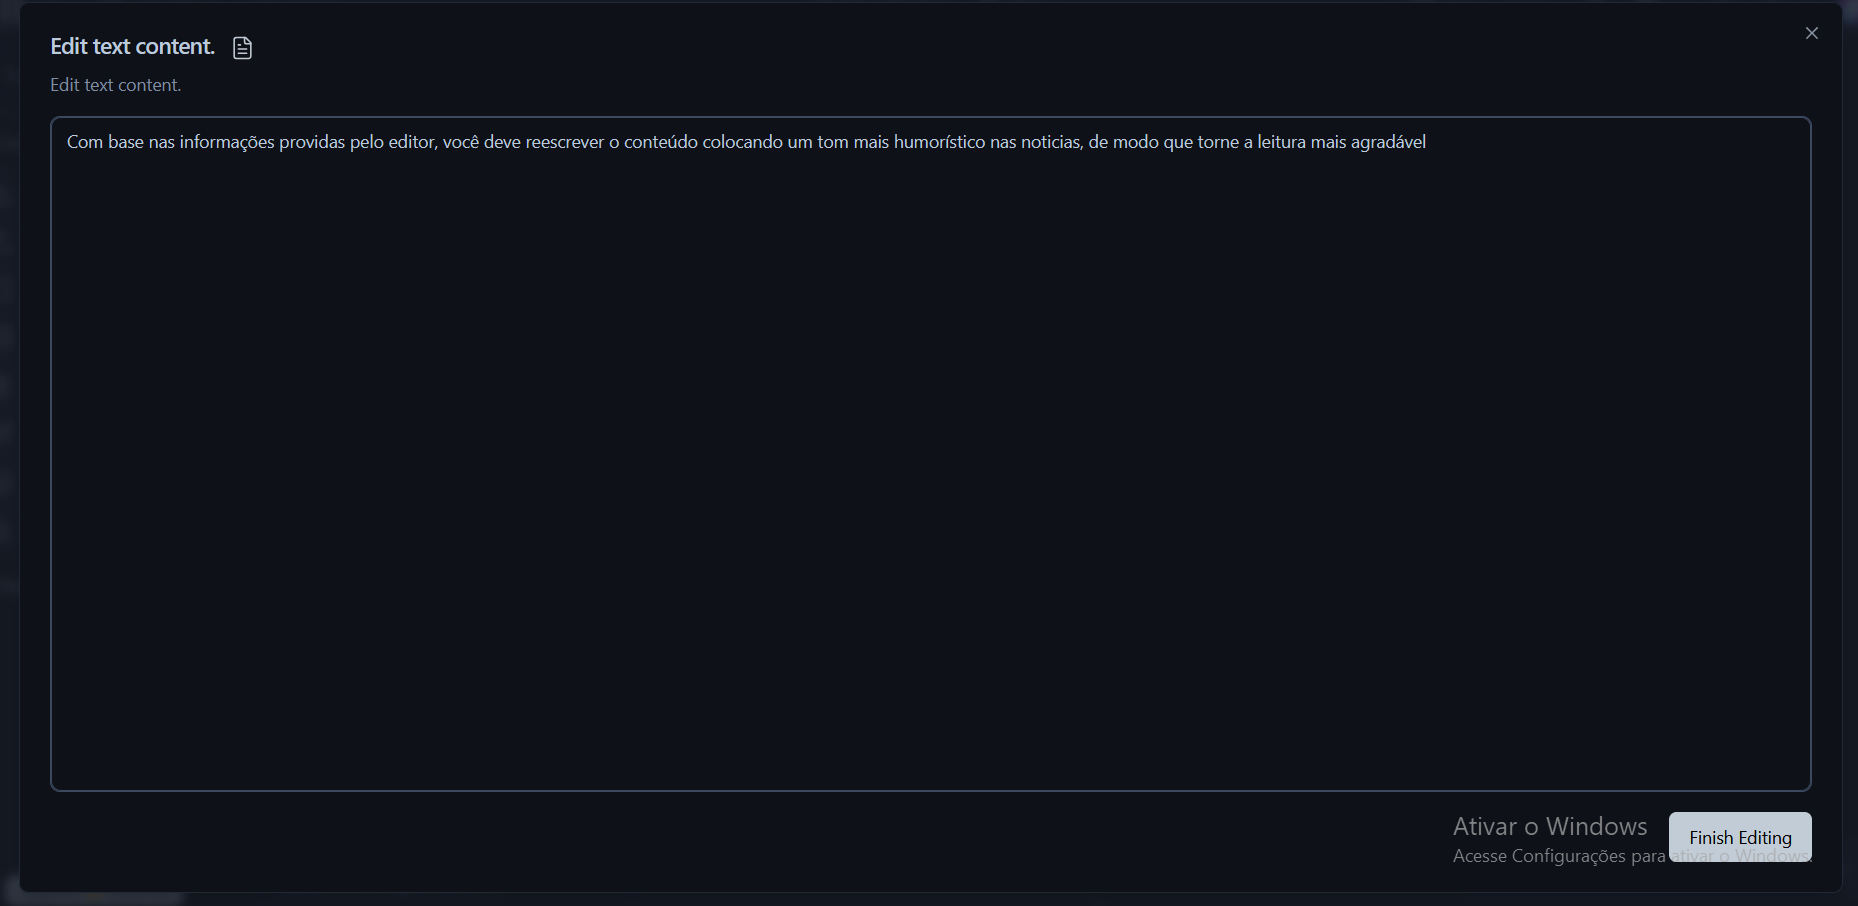 Edit text content.
Edit text content.
Com base nas informações providas pelo editor, você deve reescrever o conteúdo colocando um tom mais humorístico nas noticias, de modo que torne a leitura mais agradável
Ativar o Windows
Finish Editing
Acesse Configurações para ativar o Windows.